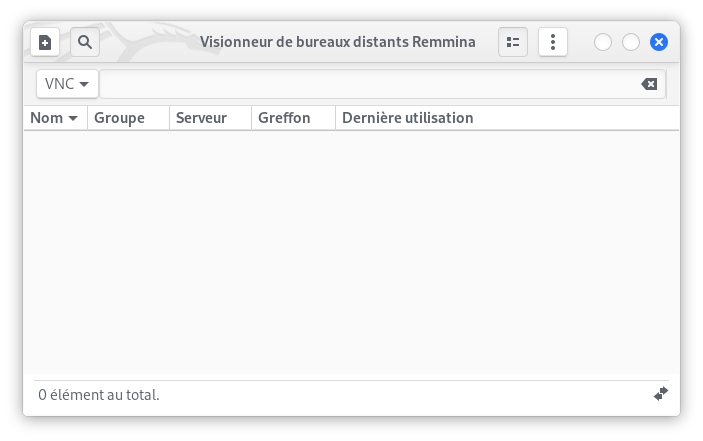 Visionneur de bureaux distants Remmina
VNC
Nom Groupe Serveur Greffon Dernière utilisation
0 élément au total.